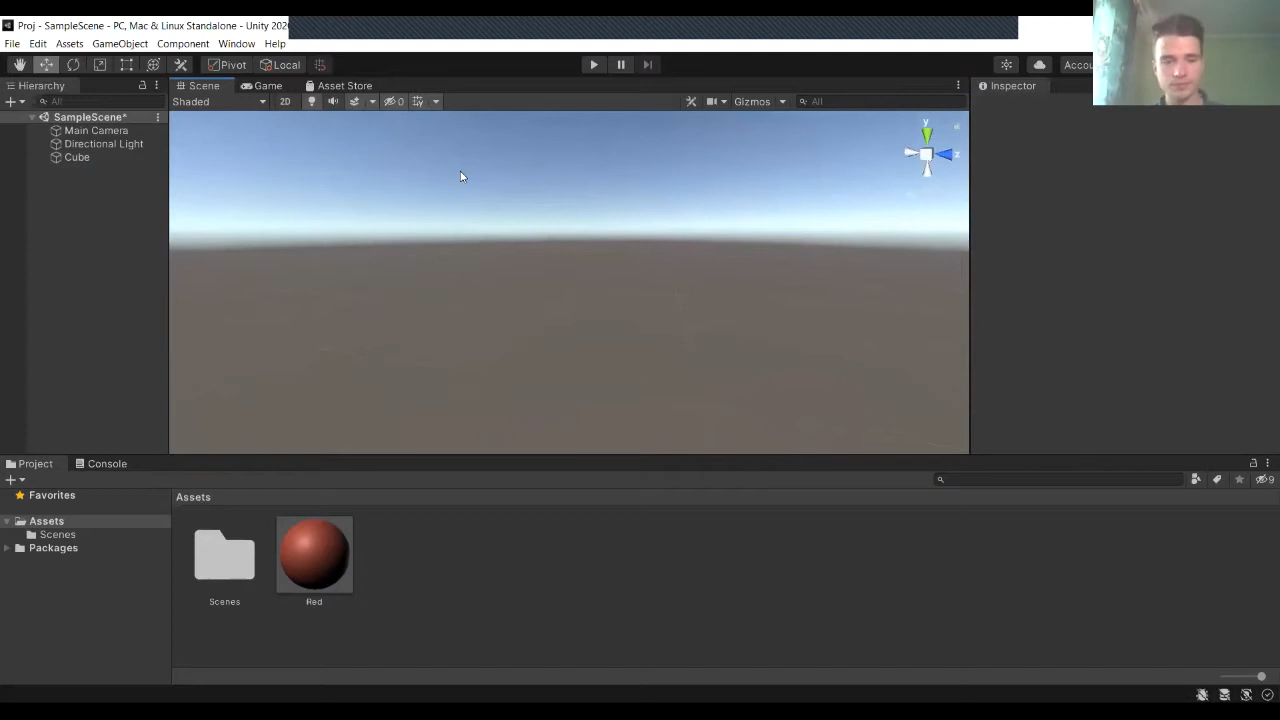 Proj - SampleScene - PC, Mac & Linux Standalone - Unity 202
File Edit Assets GameObject Component Window Help
Pivot Local Accou
Hierarchy Scene Game Asset Store Inspector
All Shaded 2D 0 Gizmos All
SampleScene*
Main Camera
Directional Light
Cube
y
z
Project Console
Favorites 9
Assets
Assets
Scenes
Packages
Scenes Red